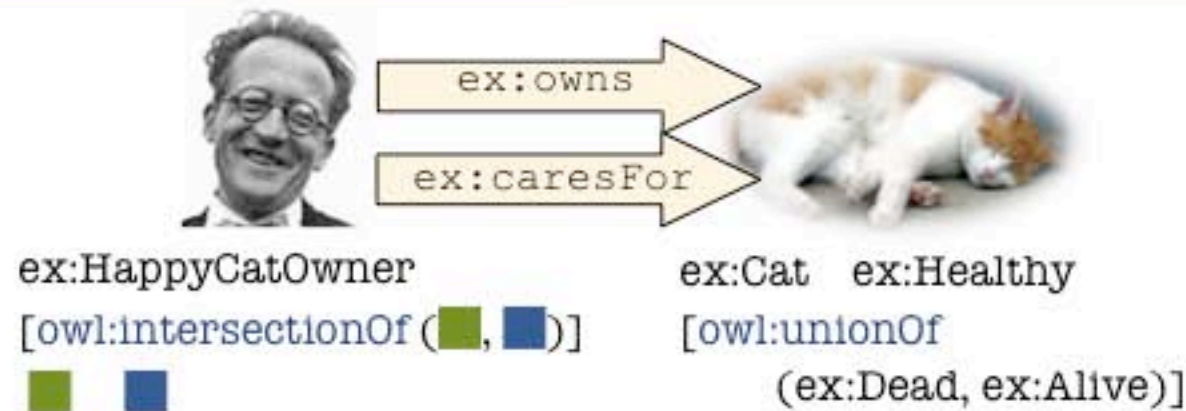 ex:owns
ex:caresFor
ex:HappyCatOwner
[owl:intersectionOf ( , )]
ex:Cat ex:Healthy
[owl:unionOf
(ex:Dead, ex:Alive)]